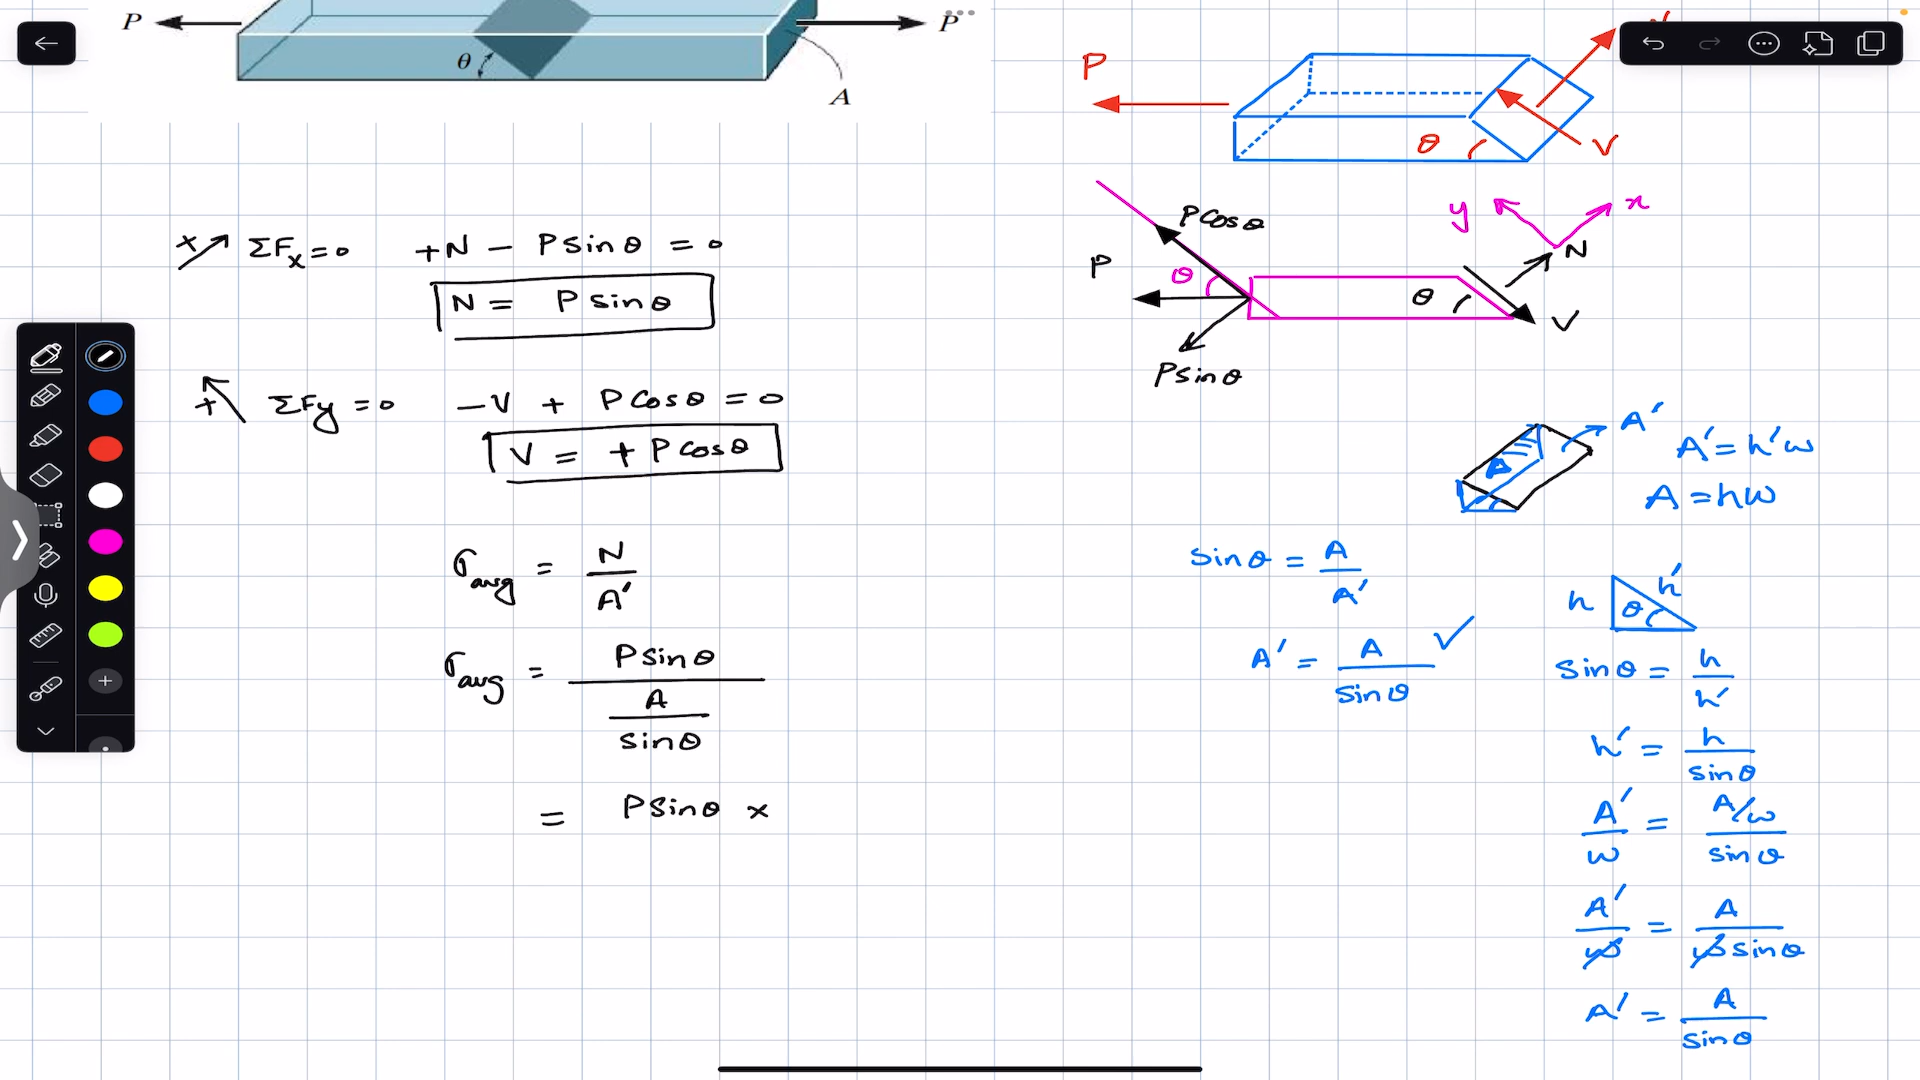 P
P
θ
A
P
θ
V
ΣFx = 0 +N − P sin θ = 0
N = P sin θ
+ ΣFy = 0 −V + P cos θ = 0
V = + P cos θ
σavg = N / A'
σavg = P sin θ / (A / sin θ)
= P sin θ ×
P cos θ
y
x
P
θ
θ
N
V
P sin θ
A'
A
A' = h'w
A = hw
sin θ = A / A'
A' = A / sin θ ✓
h
h'
θ
sin θ = h / h'
h' = h / sin θ
A' / w = A/w / sin θ
A' / w = A / w sin θ
A' = A / sin θ